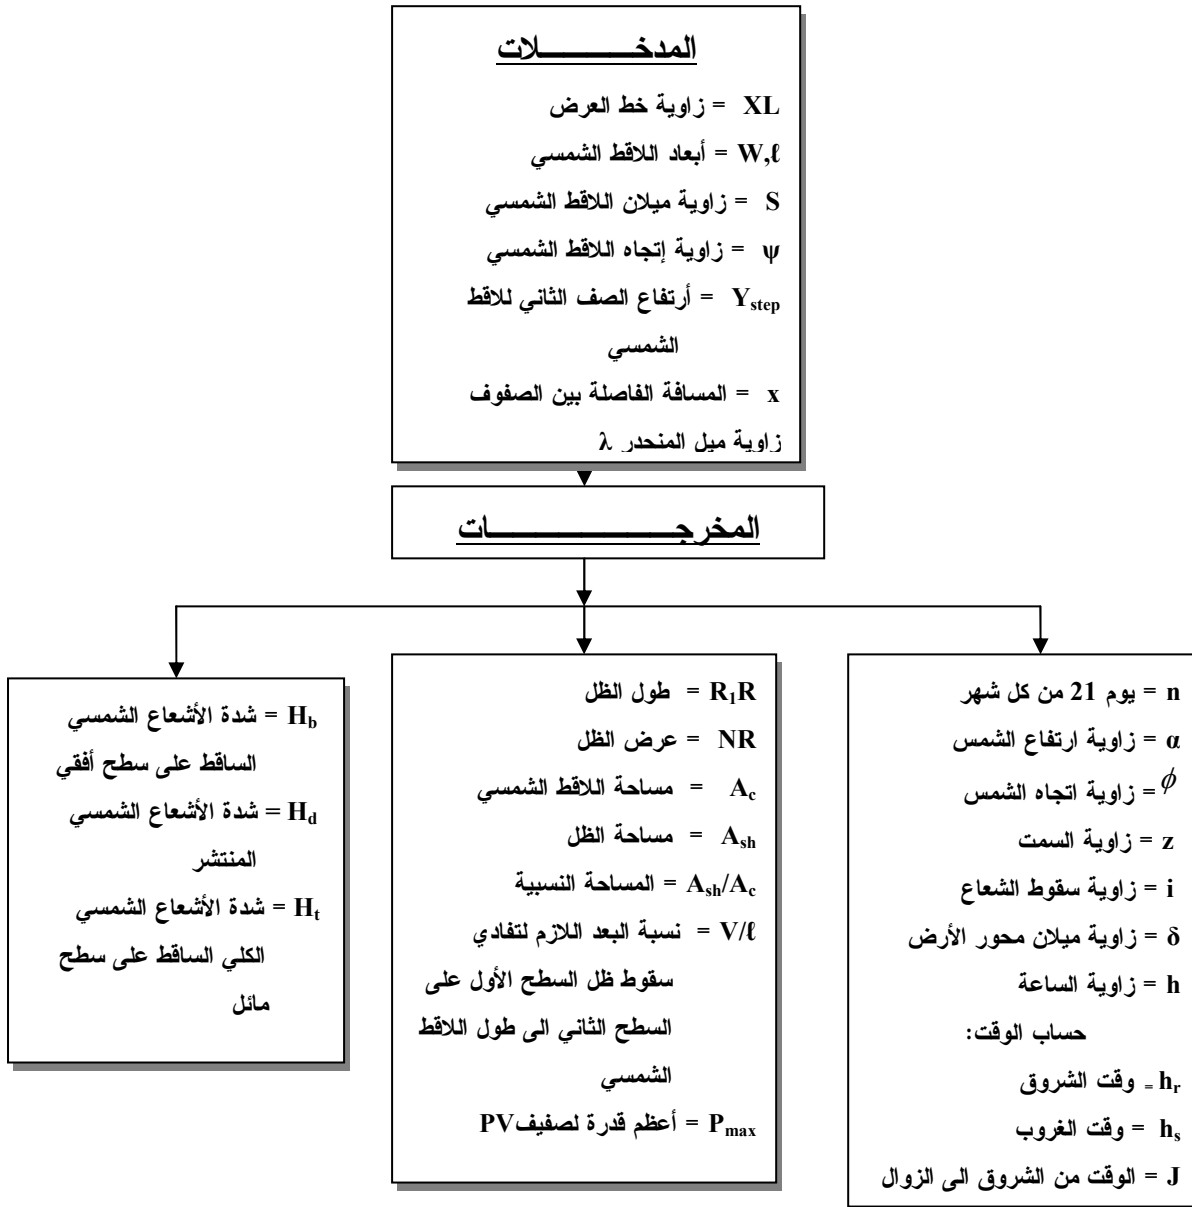 المدخــــــــــلات
XL = زاوية خط العرض
W,ℓ = أبعاد اللاقط الشمسي
S = زاوية ميلان اللاقط الشمسي
ψ = زاوية إتجاه اللاقط الشمسي
Ystep = أرتفاع الصف الثاني للاقط
الشمسي
x = المسافة الفاصلة بين الصفوف
زاوية ميل المنحدر λ
المخرجــــــــــــــــات
n = يوم 21 من كل شهر
α = زاوية ارتفاع الشمس
ϕ = زاوية اتجاه الشمس
z = زاوية السمت
i = زاوية سقوط الشعاع
δ = زاوية ميلان محور الأرض
h = زاوية الساعة
حساب الوقت:
hr = وقت الشروق
hs = وقت الغروب
J = الوقت من الشروق الى الزوال
R1R = طول الظل
NR = عرض الظل
Ac = مساحة اللاقط الشمسي
Ash = مساحة الظل
Ash/Ac = المساحة النسبية
V/ℓ = نسبة البعد اللازم لتفادي
سقوط ظل السطح الأول على
السطح الثاني الى طول اللاقط
الشمسي
Pmax = أعظم قدرة لصفيف PV
Hb = شدة الأشعاع الشمسي
الساقط على سطح أفقي
Hd = شدة الأشعاع الشمسي
المنتشر
Ht = شدة الأشعاع الشمسي
الكلي الساقط على سطح
مائل